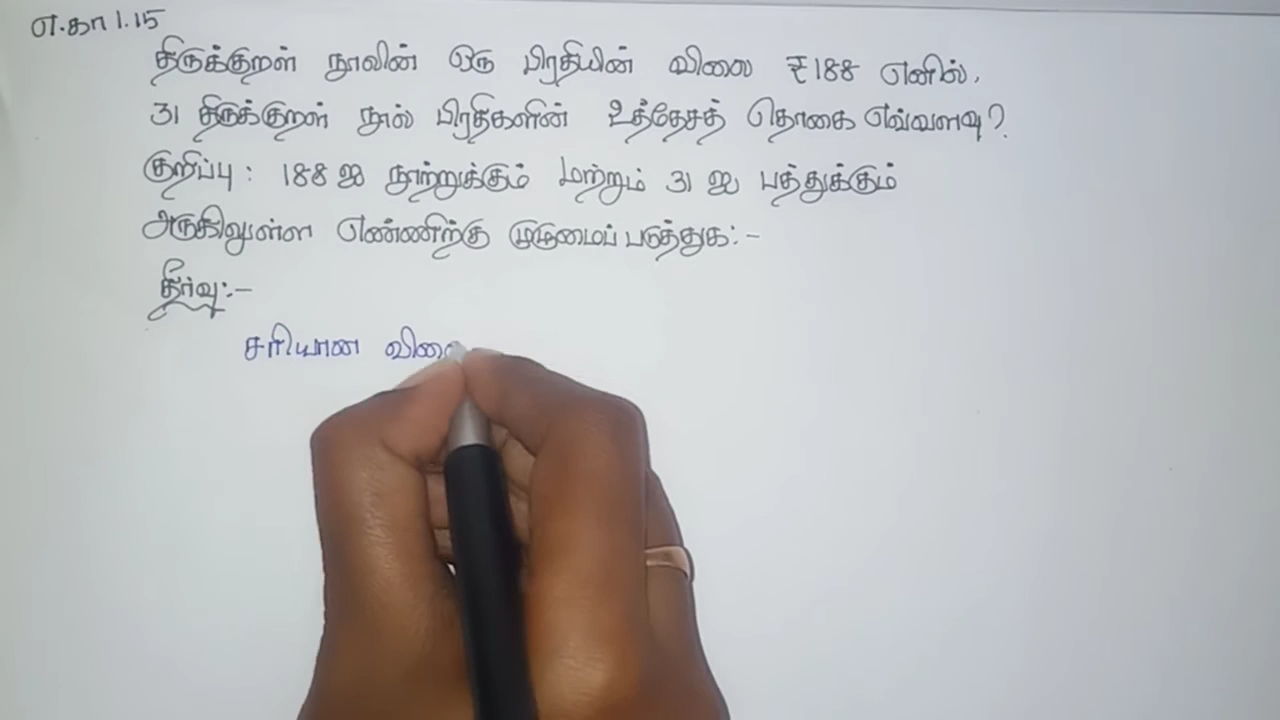 எ.கா 1.15
திருக்குறள் நூலின் ஒரு பிரதியின் விலை ₹188 எனில்,
31 திருக்குறள் நூல் பிரதிகளின் உத்தேசத் தொகை எவ்வளவு?
குறிப்பு : 188 ஐ நூற்றுக்கும் மற்றும் 31 ஐ பத்துக்கும்
அருகிலுள்ள எண்ணிற்கு முழுமைப் படுத்துக:-
தீர்வு:-
சரியான விலை